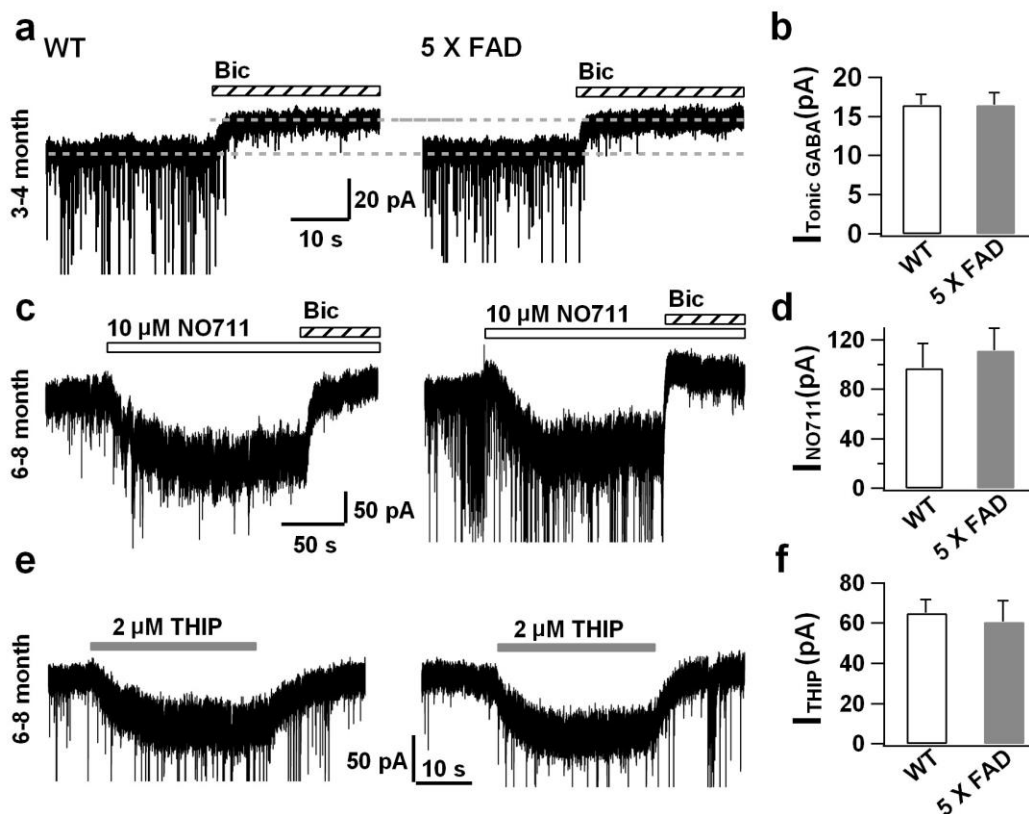 a
WT
5 X FAD
Bic
Bic
3-4 month
20 pA
10 s
b
I Tonic GABA (pA)
20
15
10
5
0
WT
5 X FAD
c
10 µM NO711
Bic
10 µM NO711
Bic
6-8 month
50 pA
50 s
d
I NO711 (pA)
120
80
40
0
WT
5 X FAD
e
2 µM THIP
2 µM THIP
6-8 month
50 pA
10 s
f
I THIP (pA)
80
60
40
20
0
WT
5 X FAD